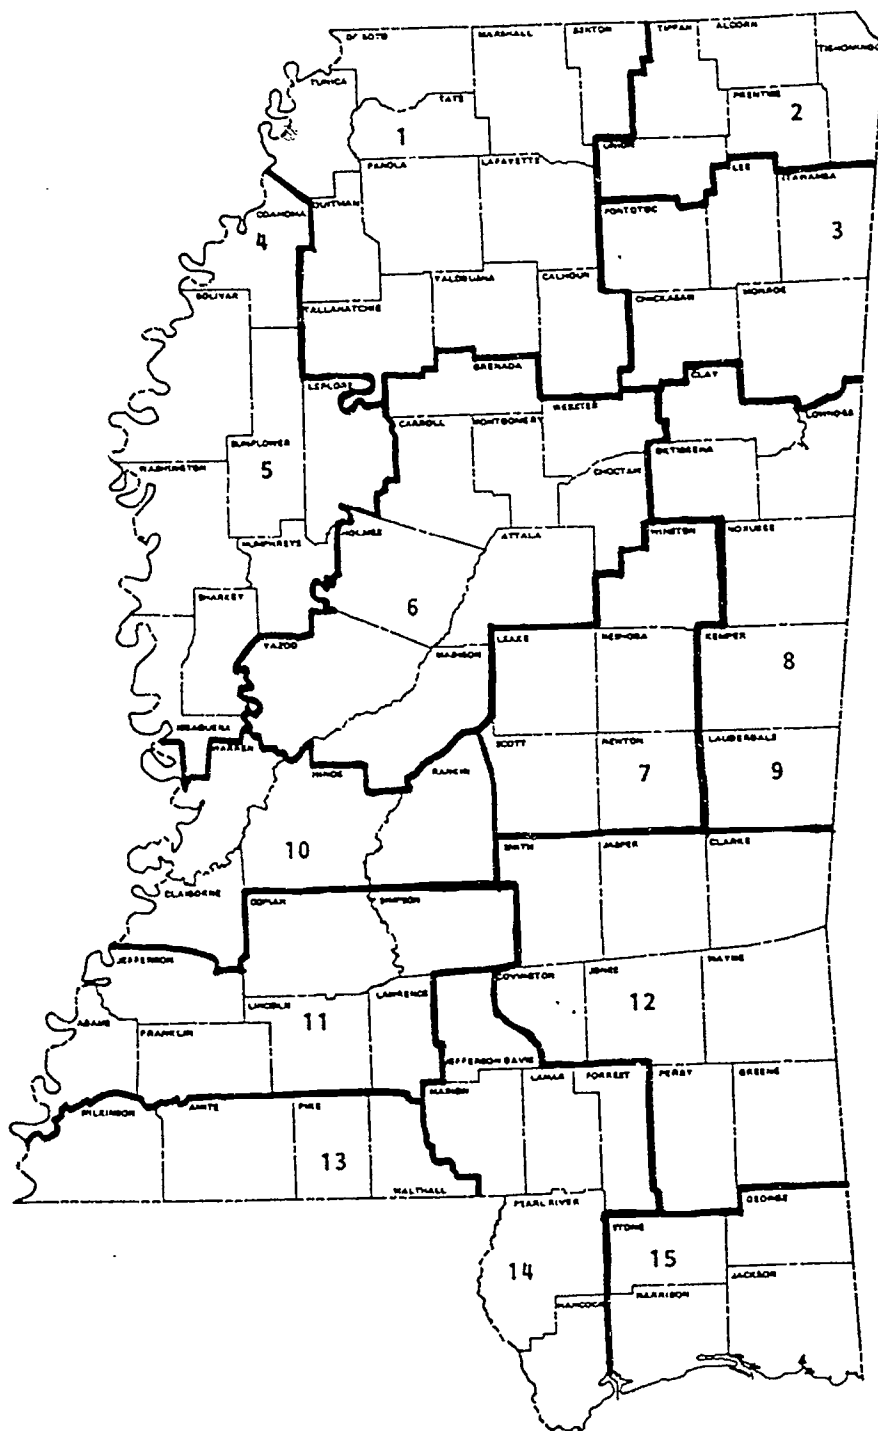 DE SOTO
MARSHALL
BENTON
TIPPAH
ALCORN
TISHOMINGO
TUNICA
TATE
PRENTISS
1
2
PANOLA
LAFAYETTE
UNION
LEE
ITAWAMBA
COAHOMA
QUITMAN
PONTOTOC
4
3
BOLIVAR
YALOBUSHA
CALHOUN
TALLAHATCHIE
CHICKASAW
MONROE
LEFLORE
GRENADA
CLAY
WEBSTER
LOWNDES
CARROLL
MONTGOMERY
SUNFLOWER
OKTIBBEHA
WASHINGTON
5
CHOCTAW
HUMPHREYS
HOLMES
ATTALA
WINSTON
NOXUBEE
SHARKEY
6
YAZOO
MADISON
LEAKE
NESHOBA
KEMPER
8
ISSAQUENA
WARREN
SCOTT
NEWTON
LAUDERDALE
HINDS
RANKIN
7
9
10
SMITH
JASPER
CLARKE
CLAIBORNE
COPIAH
SIMPSON
JEFFERSON
COVINGTON
JONES
WAYNE
LINCOLN
LAWRENCE
12
ADAMS
FRANKLIN
11
JEFFERSON DAVIS
MARION
LAMAR
FORREST
PERRY
GREENE
WILKINSON
AMITE
PIKE
13
WALTHALL
PEARL RIVER
GEORGE
STONE
14
15
JACKSON
HANCOCK
HARRISON